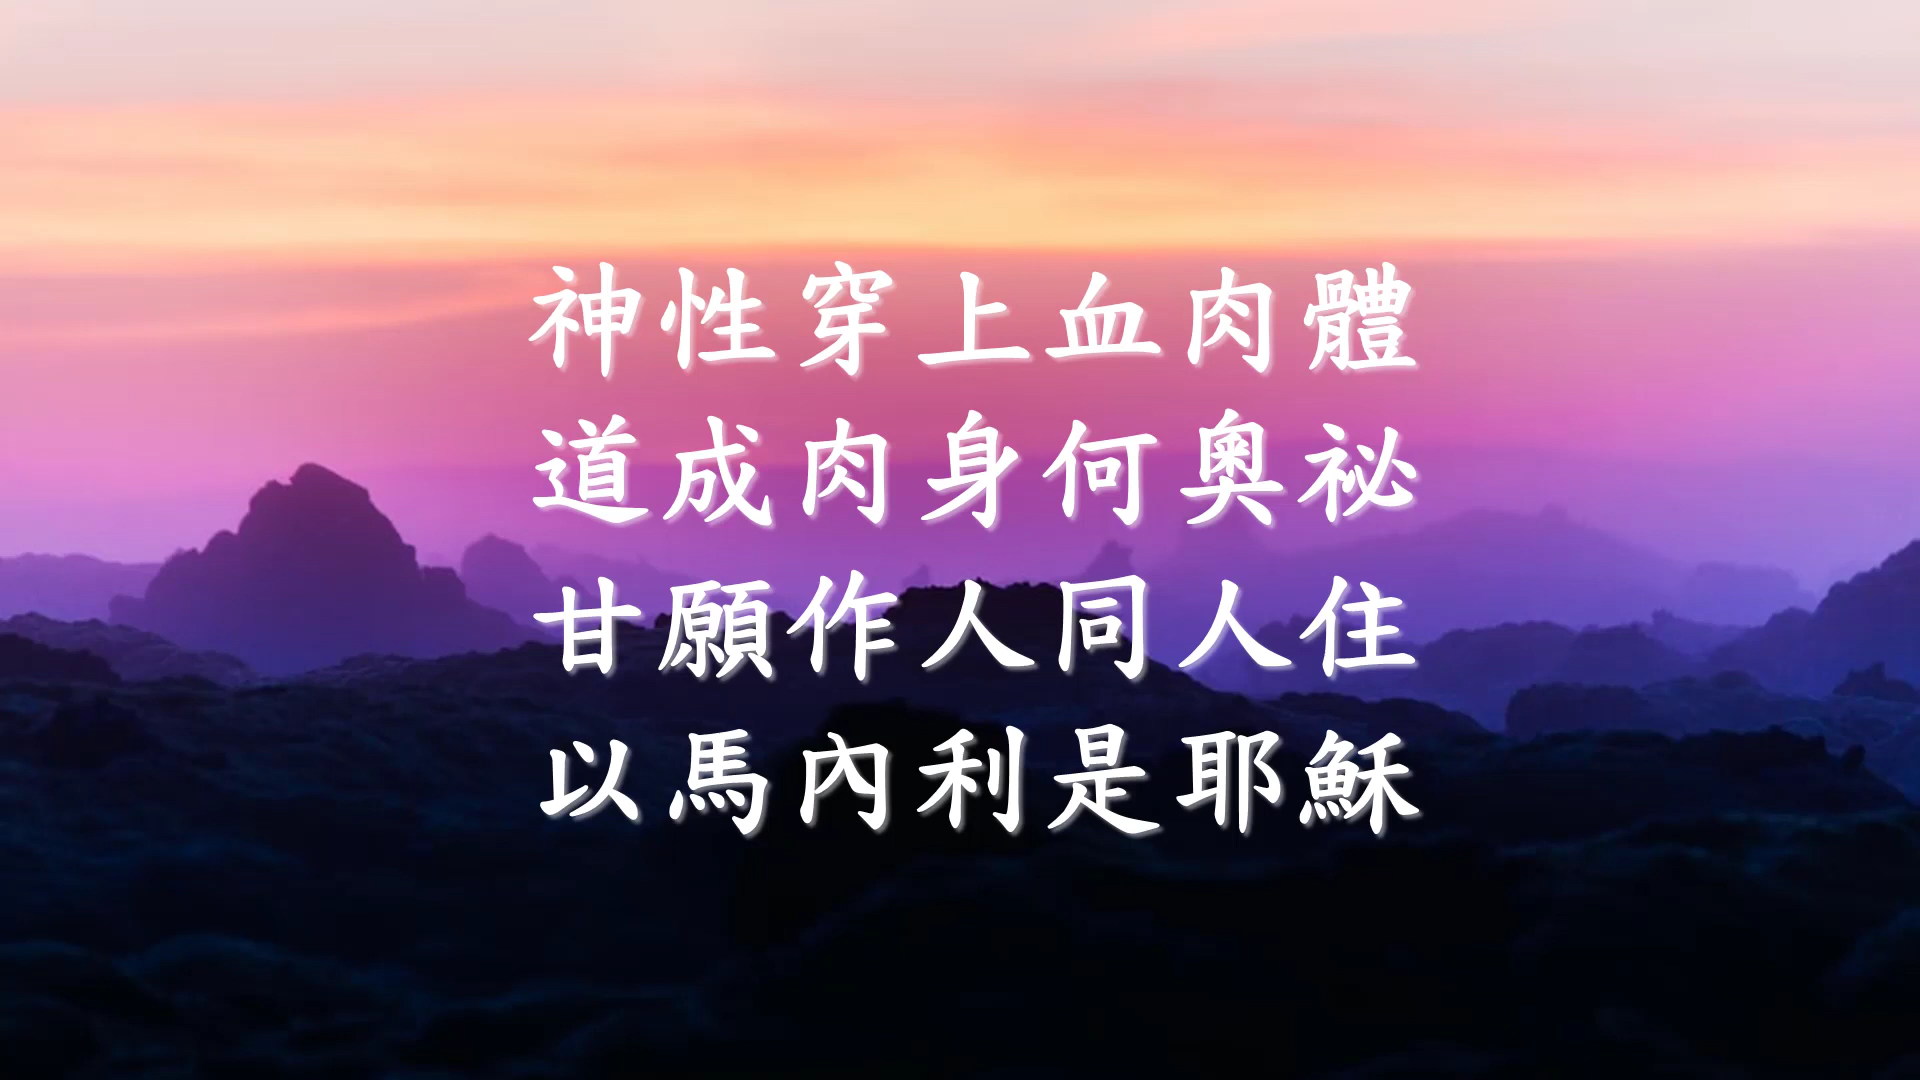 神性穿上血肉體
道成肉身何奧祕
甘願作人同人住
以馬內利是耶穌